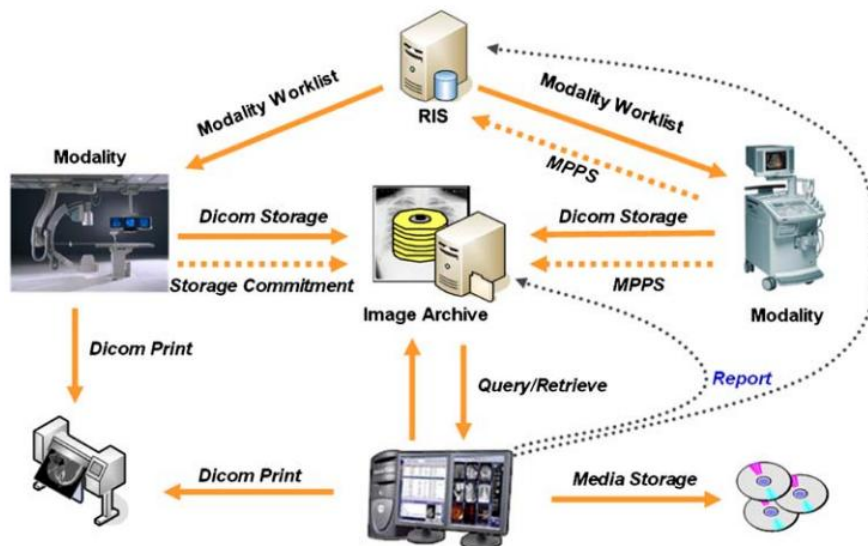 RIS
Modality Worklist
Modality Worklist
MPPS
Modality
Dicom Storage
Dicom Storage
Storage Commitment
MPPS
Image Archive
Modality
Dicom Print
Query/Retrieve
Report
Dicom Print
Media Storage